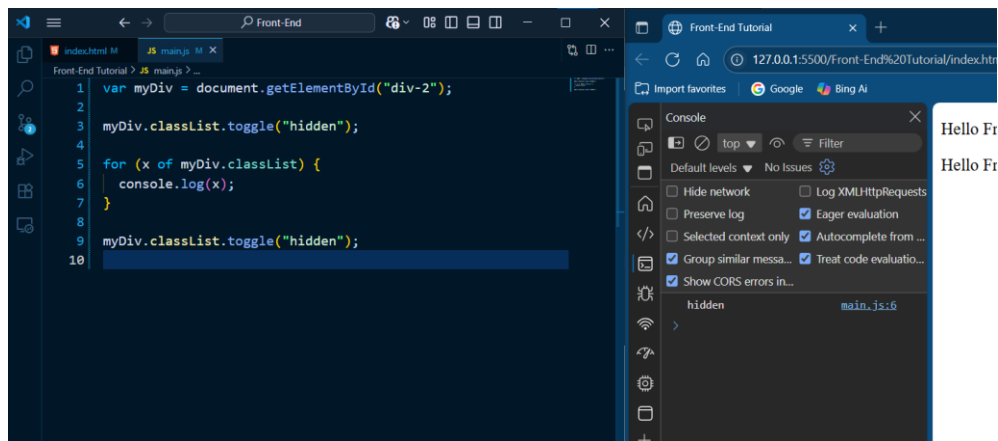 Front-End
index.html M
JS main.js M
Front-End Tutorial > JS main.js > ...
1 var myDiv = document.getElementById("div-2");
2
3 myDiv.classList.toggle("hidden");
4
5 for (x of myDiv.classList) {
6 console.log(x);
7 }
8
9 myDiv.classList.toggle("hidden");
10
Front-End Tutorial
127.0.0.1:5500/Front-End%20Tutorial/index.htm
Import favorites
Google
Bing Ai
Console
top
Filter
Default levels
No Issues
Hide network
Log XMLHttpRequests
Preserve log
Eager evaluation
Selected context only
Autocomplete from ...
Group similar messa...
Treat code evaluatio...
Show CORS errors in...
hidden
main.js:6
>
Hello Fr
Hello Fr